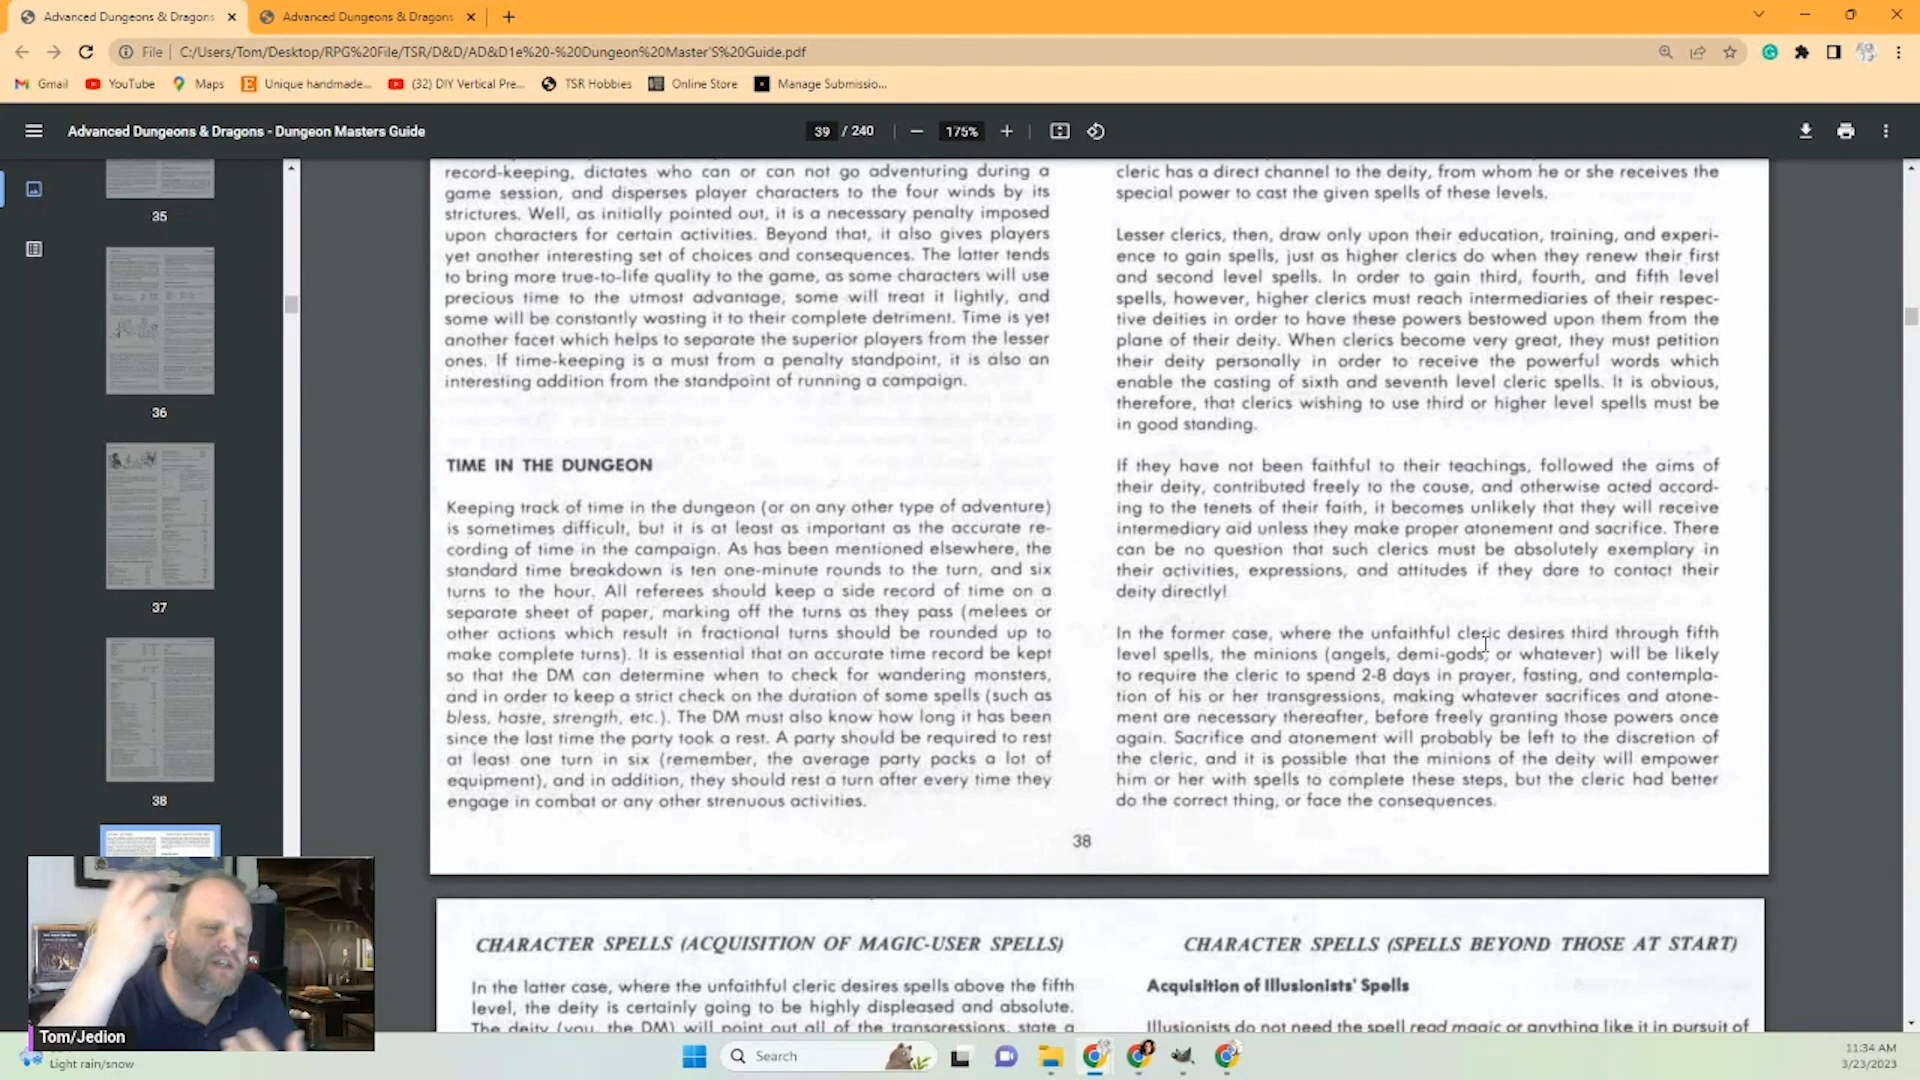 Advanced Dungeons & Dragons
Advanced Dungeons & Dragons
File | C:/Users/Tom/Desktop/RPG%20File/TSR/D&D/AD&D1e%20-%20Dungeon%20Master'S%20Guide.pdf
Gmail
YouTube
Maps
Unique handmade...
(32) DIY Vertical Pre...
TSR Hobbies
Online Store
Manage Submissio...
Advanced Dungeons & Dragons - Dungeon Masters Guide
39 / 240
175%
35
36
37
38
record-keeping, dictates who can or can not go adventuring during a
game session, and disperses player characters to the four winds by its
strictures. Well, as initially pointed out, it is a necessary penalty imposed
upon characters for certain activities. Beyond that, it also gives players
yet another interesting set of choices and consequences. The latter tends
to bring more true-to-life quality to the game, as some characters will use
precious time to the utmost advantage, some will treat it lightly, and
some will be constantly wasting it to their complete detriment. Time is yet
another facet which helps to separate the superior players from the lesser
ones. If time-keeping is a must from a penalty standpoint, it is also an
interesting addition from the standpoint of running a campaign.
TIME IN THE DUNGEON
Keeping track of time in the dungeon (or on any other type of adventure)
is sometimes difficult, but it is at least as important as the accurate re-
cording of time in the campaign. As has been mentioned elsewhere, the
standard time breakdown is ten one-minute rounds to the turn, and six
turns to the hour. All referees should keep a side record of time on a
separate sheet of paper, marking off the turns as they pass (melees or
other actions which result in fractional turns should be rounded up to
make complete turns). It is essential that an accurate time record be kept
so that the DM can determine when to check for wandering monsters,
and in order to keep a strict check on the duration of some spells (such as
bless, haste, strength, etc.). The DM must also know how long it has been
since the last time the party took a rest. A party should be required to rest
at least one turn in six (remember, the average party packs a lot of
equipment), and in addition, they should rest a turn after every time they
engage in combat or any other strenuous activities.
cleric has a direct channel to the deity, from whom he or she receives the
special power to cast the given spells of these levels.
Lesser clerics, then, draw only upon their education, training, and experi-
ence to gain spells, just as higher clerics do when they renew their first
and second level spells. In order to gain third, fourth, and fifth level
spells, however, higher clerics must reach intermediaries of their respec-
tive deities in order to have these powers bestowed upon them from the
plane of their deity. When clerics become very great, they must petition
their deity personally in order to receive the powerful words which
enable the casting of sixth and seventh level cleric spells. It is obvious,
therefore, that clerics wishing to use third or higher level spells must be
in good standing.
If they have not been faithful to their teachings, followed the aims of
their deity, contributed freely to the cause, and otherwise acted accord-
ing to the tenets of their faith, it becomes unlikely that they will receive
intermediary aid unless they make proper atonement and sacrifice. There
can be no question that such clerics must be absolutely exemplary in
their activities, expressions, and attitudes if they dare to contact their
deity directly!
In the former case, where the unfaithful cleric desires third through fifth
level spells, the minions (angels, demi-gods, or whatever) will be likely
to require the cleric to spend 2-8 days in prayer, fasting, and contempla-
tion of his or her transgressions, making whatever sacrifices and atone-
ment are necessary thereafter, before freely granting those powers once
again. Sacrifice and atonement will probably be left to the discretion of
the cleric, and it is possible that the minions of the deity will empower
him or her with spells to complete these steps, but the cleric had better
do the correct thing, or face the consequences.
38
CHARACTER SPELLS (ACQUISITION OF MAGIC-USER SPELLS)
CHARACTER SPELLS (SPELLS BEYOND THOSE AT START)
In the latter case, where the unfaithful cleric desires spells above the fifth
level, the deity is certainly going to be highly displeased and absolute.
The deity (you, the DM) will point out all of the transgressions, state a
Acquisition of Illusionists' Spells
Illusionists do not need the spell read magic or anything like it in pursuit of
Tom/Jedion
Light rain/snow
Search
11:34 AM
3/23/2023